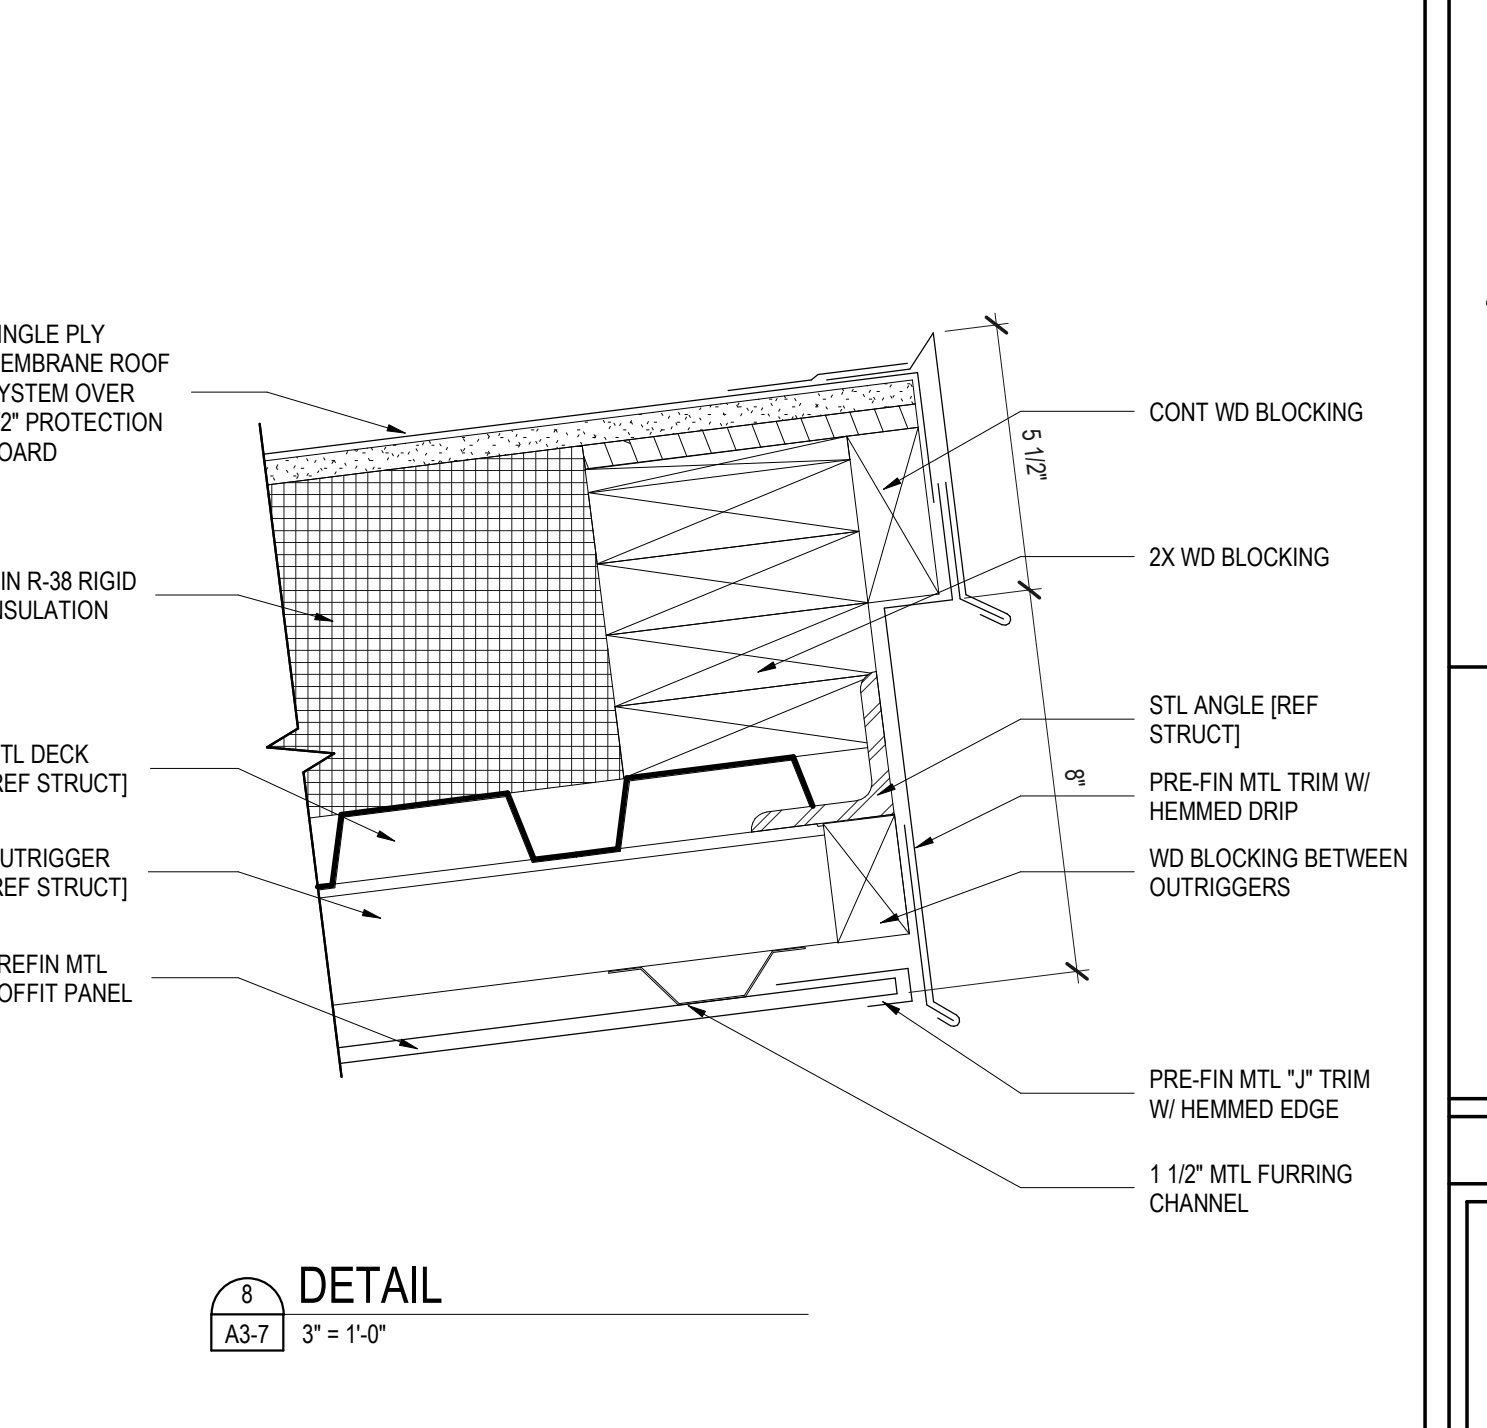 INGLE PLY
EMBRANE ROOF
YSTEM OVER
/2" PROTECTION
OARD
IN R-38 RIGID
NSULATION
TL DECK
REF STRUCT]
UTRIGGER
REF STRUCT]
REFIN MTL
OFFIT PANEL
5 1/2"
8"
CONT WD BLOCKING
2X WD BLOCKING
STL ANGLE [REF
STRUCT]
PRE-FIN MTL TRIM W/
HEMMED DRIP
WD BLOCKING BETWEEN
OUTRIGGERS
PRE-FIN MTL "J" TRIM
W/ HEMMED EDGE
1 1/2" MTL FURRING
CHANNEL
8
DETAIL
A3-7
3" = 1'-0"